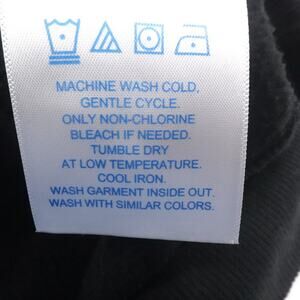 MACHINE WASH COLD,
GENTLE CYCLE.
ONLY NON-CHLORINE
BLEACH IF NEEDED.
TUMBLE DRY
AT LOW TEMPERATURE.
COOL IRON.
WASH GARMENT INSIDE OUT.
WASH WITH SIMILAR COLORS.